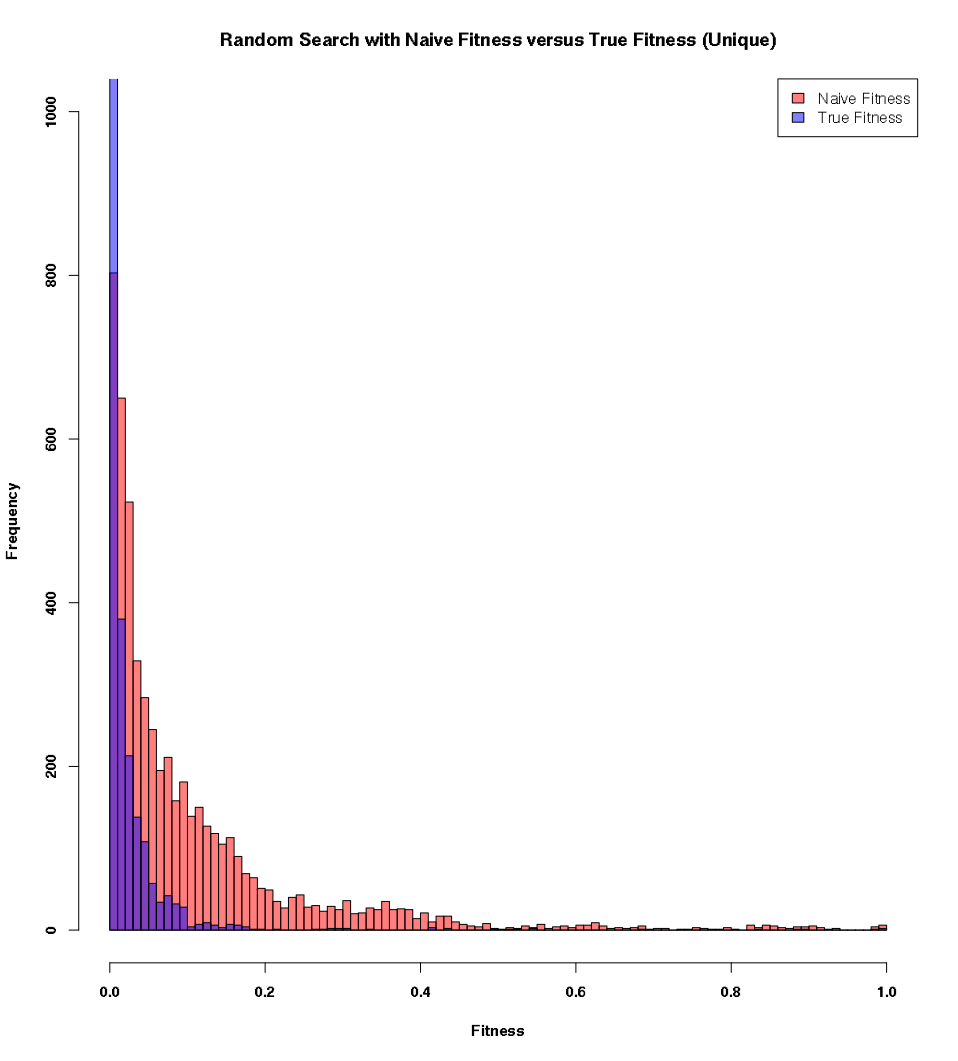 Random Search with Naive Fitness versus True Fitness (Unique)
Naive Fitness
True Fitness
Frequency
1000
800
600
400
200
0
0.0 0.2 0.4 0.6 0.8 1.0
Fitness